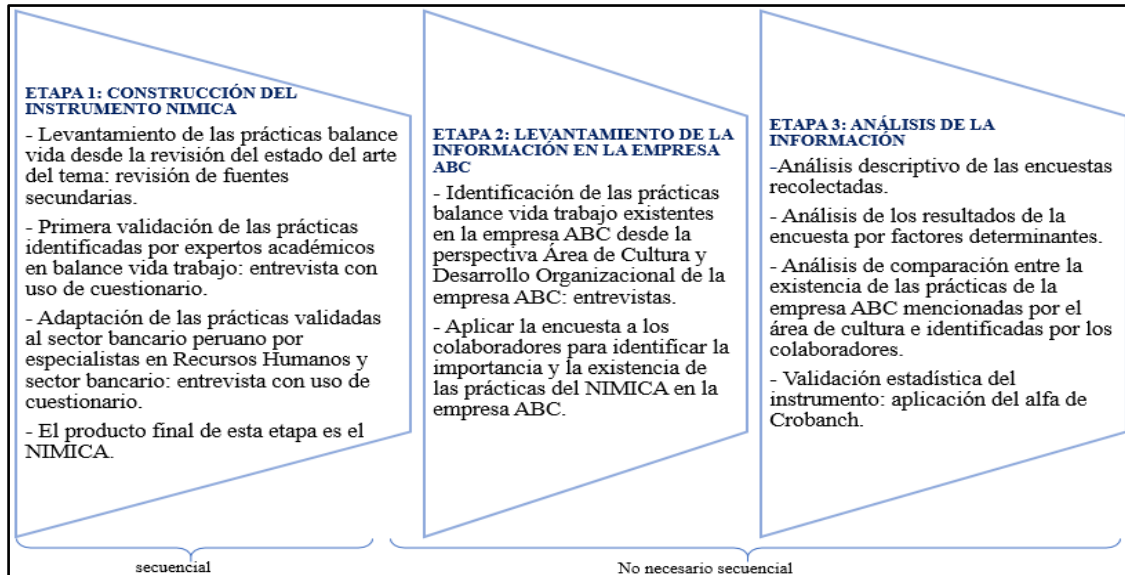 ETAPA 1: CONSTRUCCIÓN DEL
INSTRUMENTO NIMICA
- Levantamiento de las prácticas balance
vida desde la revisión del estado del arte
del tema: revisión de fuentes
secundarias.
- Primera validación de las prácticas
identificadas por expertos académicos
en balance vida trabajo: entrevista con
uso de cuestionario.
- Adaptación de las prácticas validadas
al sector bancario peruano por
especialistas en Recursos Humanos y
sector bancario: entrevista con uso de
cuestionario.
- El producto final de esta etapa es el
NIMICA.
ETAPA 2: LEVANTAMIENTO DE LA
INFORMACIÓN EN LA EMPRESA
ABC
- Identificación de las prácticas
balance vida trabajo existentes
en la empresa ABC desde la
perspectiva Área de Cultura y
Desarrollo Organizacional de la
empresa ABC: entrevistas.
- Aplicar la encuesta a los
colaboradores para identificar la
importancia y la existencia de
las prácticas del NIMICA en la
empresa ABC.
ETAPA 3: ANÁLISIS DE LA
INFORMACIÓN
-Análisis descriptivo de las encuestas
recolectadas.
- Análisis de los resultados de la
encuesta por factores determinantes.
- Análisis de comparación entre la
existencia de las prácticas de la
empresa ABC mencionadas por el
área de cultura e identificadas por los
colaboradores.
- Validación estadística del
instrumento: aplicación del alfa de
Crobanch.
secuencial
No necesario secuencial